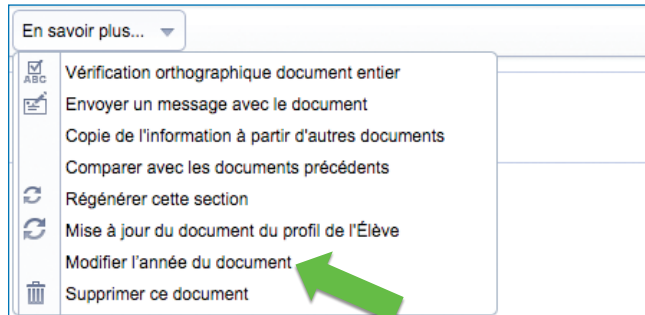 En savoir plus...
ABC
Vérification orthographique document entier
Envoyer un message avec le document
Copie de l'information à partir d'autres documents
Comparer avec les documents précédents
Régénérer cette section
Mise à jour du document du profil de l'Élève
Modifier l'année du document
Supprimer ce document